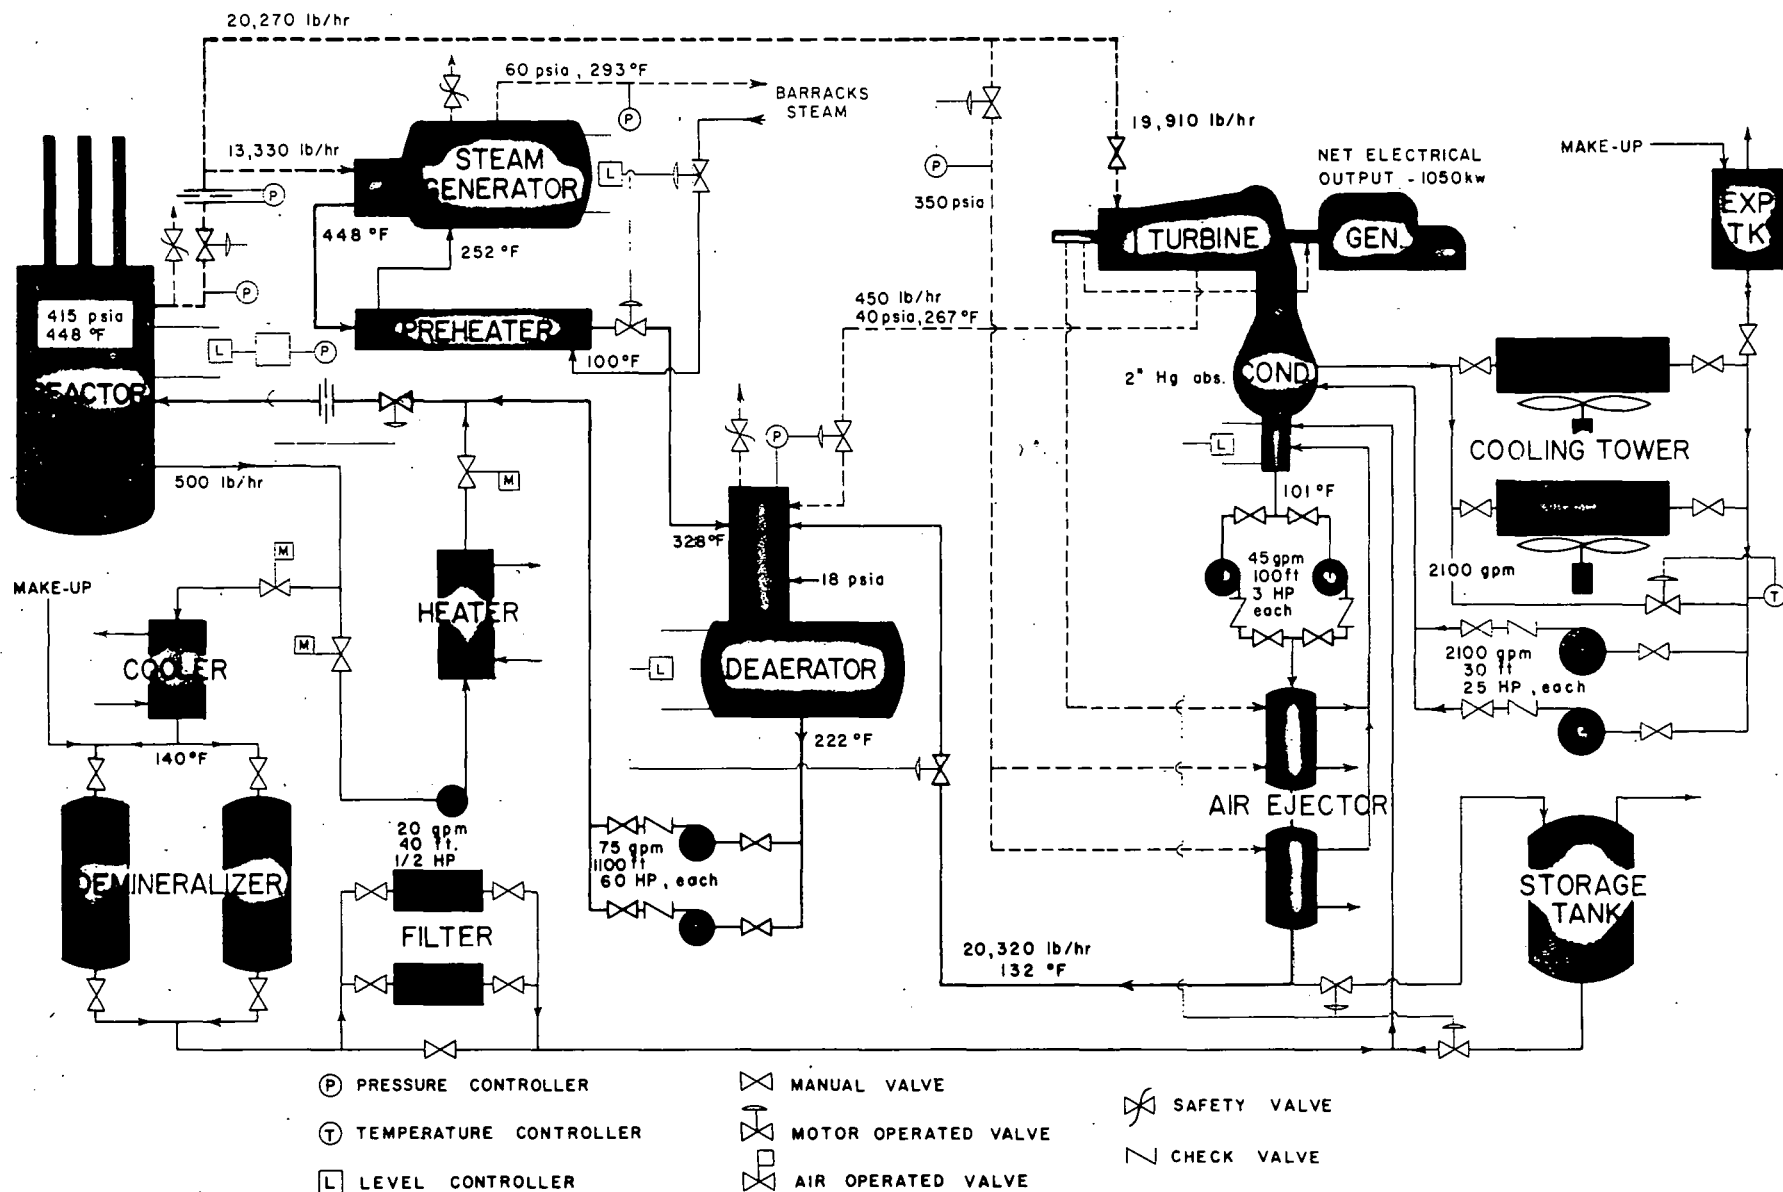 20,270 lb/hr
60 psia, 293°F
BARRACKS
STEAM
P
13,330 lb/hr
STEAM
GENERATOR
L
P
448 °F
252 °F
P
415 psia
448 °F
REACTOR
L
P
PREHEATER
100°F
500 lb/hr
19,910 lb/hr
P
350 psia
NET ELECTRICAL
OUTPUT - 1050kw
TURBINE
GEN.
MAKE-UP
EXP
TK
450 lb/hr
40 psia, 267°F
2" Hg abs.
COND.
L
P
COOLING TOWER
101°F
45 gpm
100 ft
3 HP
each
2100 gpm
T
2100 gpm
30 ft
25 HP, each
M
M
M
MAKE-UP
COOLER
HEATER
328°F
18 psia
L
DEAERATOR
222°F
140°F
20 gpm
40 ft.
1/2 HP
75 gpm
1100 ft
60 HP, each
DEMINERALIZER
FILTER
AIR EJECTOR
STORAGE
TANK
20,320 lb/hr
132 °F
P PRESSURE CONTROLLER
T TEMPERATURE CONTROLLER
L LEVEL CONTROLLER
MANUAL VALVE
MOTOR OPERATED VALVE
AIR OPERATED VALVE
SAFETY VALVE
CHECK VALVE